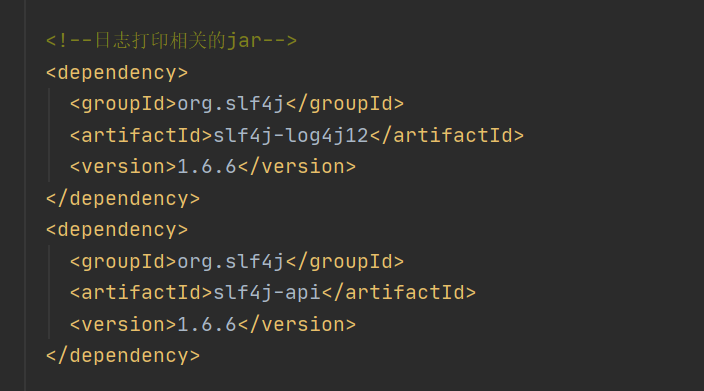 <!--日志打印相关的jar-->
<dependency>
  <groupId>org.slf4j</groupId>
  <artifactId>slf4j-log4j12</artifactId>
  <version>1.6.6</version>
</dependency>
<dependency>
  <groupId>org.slf4j</groupId>
  <artifactId>slf4j-api</artifactId>
  <version>1.6.6</version>
</dependency>